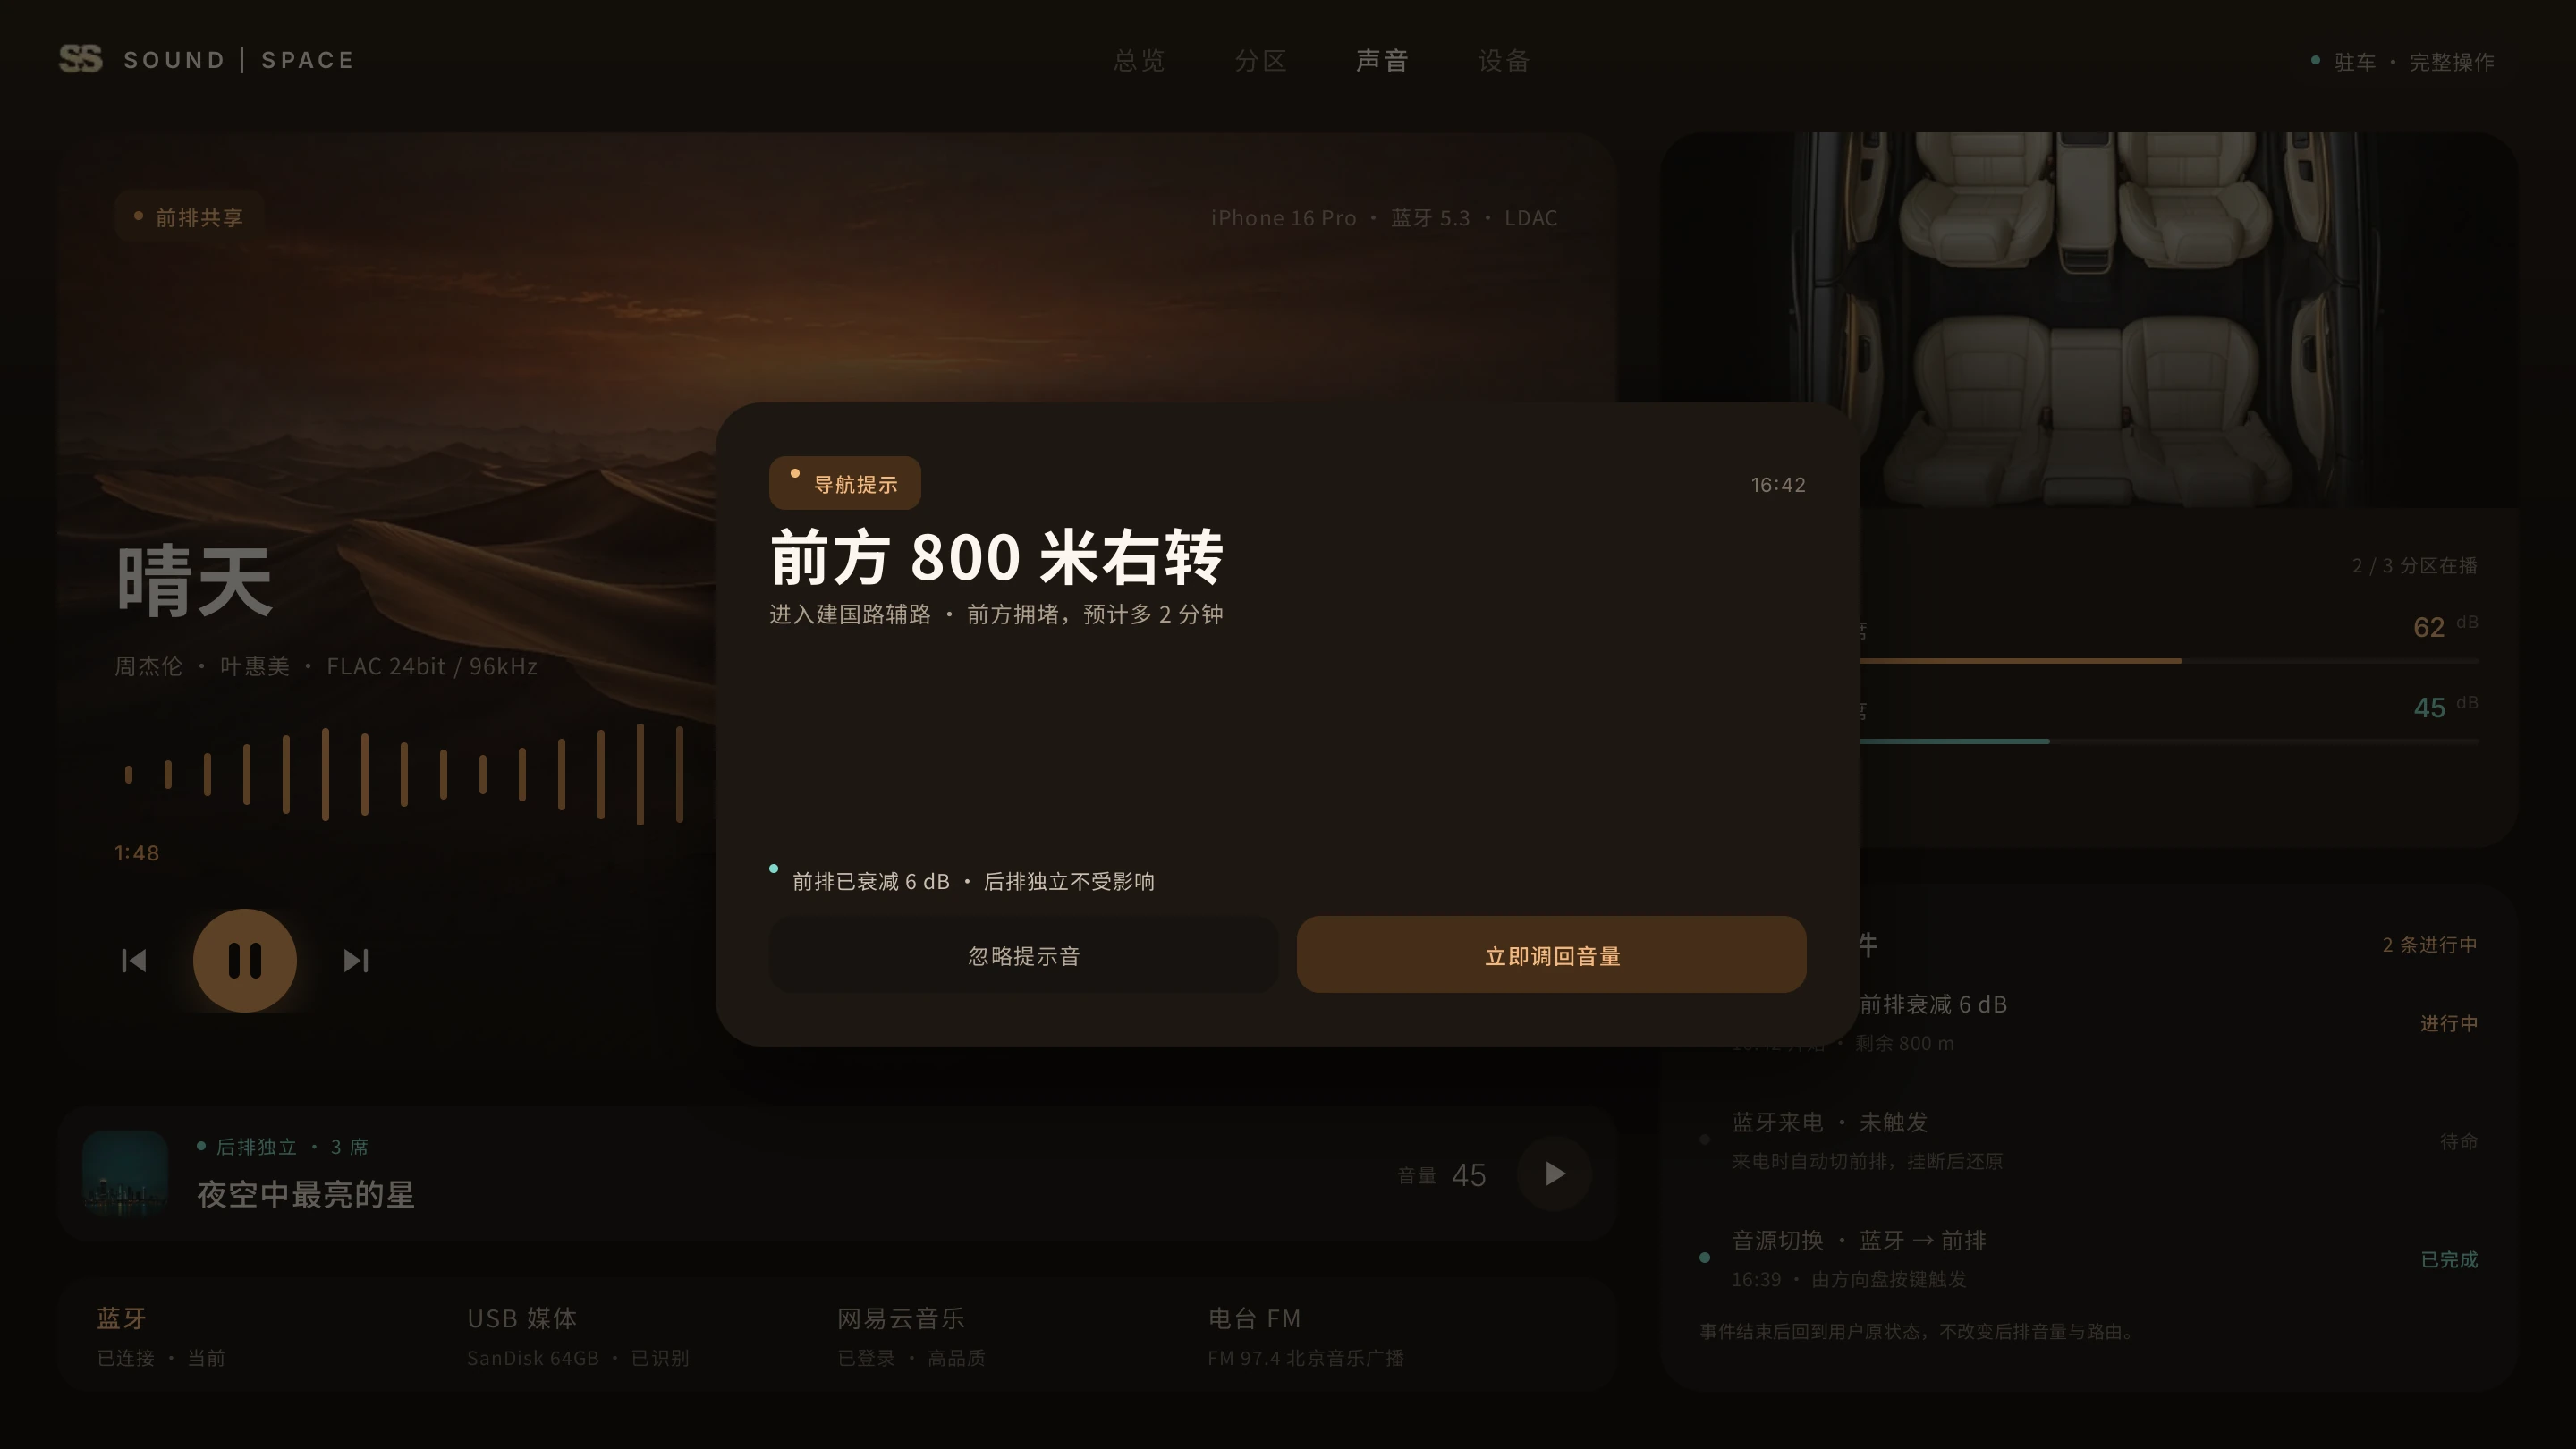 SS SOUND | SPACE
总览 分区 声音 设备
驻车 · 完整操作
前排共享
iPhone 16 Pro · 蓝牙 5.3 · LDAC
晴天
周杰伦 · 叶惠美 · FLAC 24bit / 96kHz
1:48
导航提示
16:42
前方 800 米右转
进入建国路辅路 · 前方拥堵，预计多 2 分钟
前排已衰减 6 dB · 后排独立不受影响
忽略提示音
立即调回音量
2 / 3 分区在播
席
62 dB
席
45 dB
件
2 条进行中
前排衰减 6 dB
进行中
16:42 开始 · 剩余 800 m
蓝牙来电 · 未触发
来电时自动切前排，挂断后还原
待命
音源切换 · 蓝牙 → 前排
16:39 · 由方向盘按键触发
已完成
事件结束后回到用户原状态，不改变后排音量与路由。
后排独立 · 3 席
夜空中最亮的星
音量 45
蓝牙
已连接 · 当前
USB 媒体
SanDisk 64GB · 已识别
网易云音乐
已登录 · 高品质
电台 FM
FM 97.4 北京音乐广播